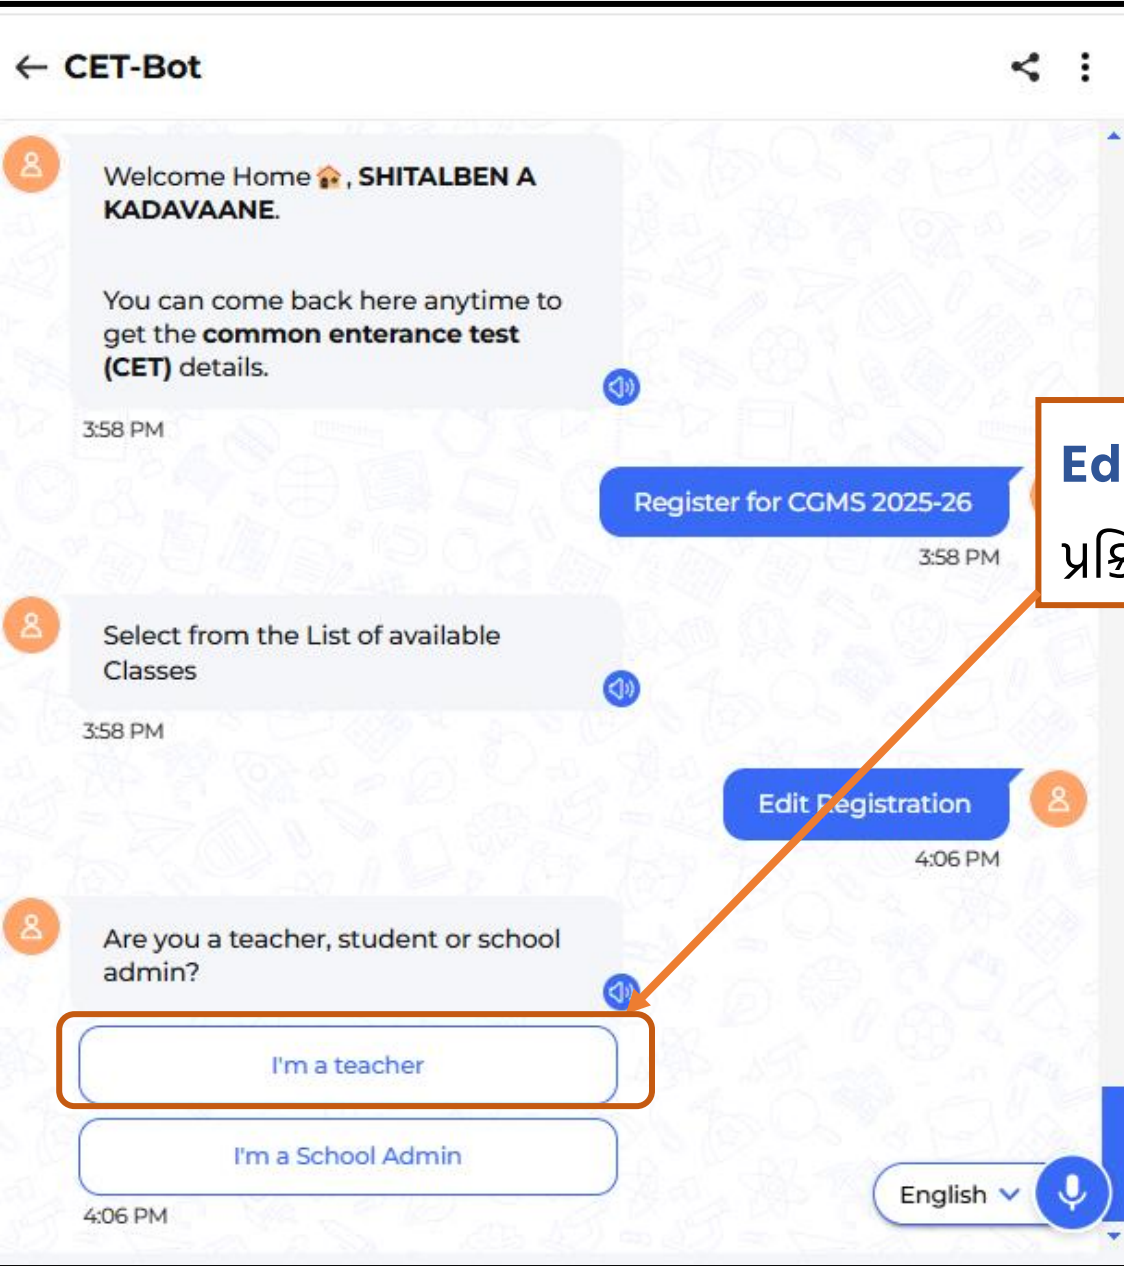 CET-Bot
Welcome Home, SHITALBEN A
KADAVAANE.
You can come back here anytime to
get the common enterance test
(CET) details.
3:58 PM
Register for CGMS 2025-26
3:58 PM
Select from the List of available
Classes
3:58 PM
Edit Registration
4:06 PM
Are you a teacher, student or school
admin?
I'm a teacher
I'm a School Admin
4:06 PM
English